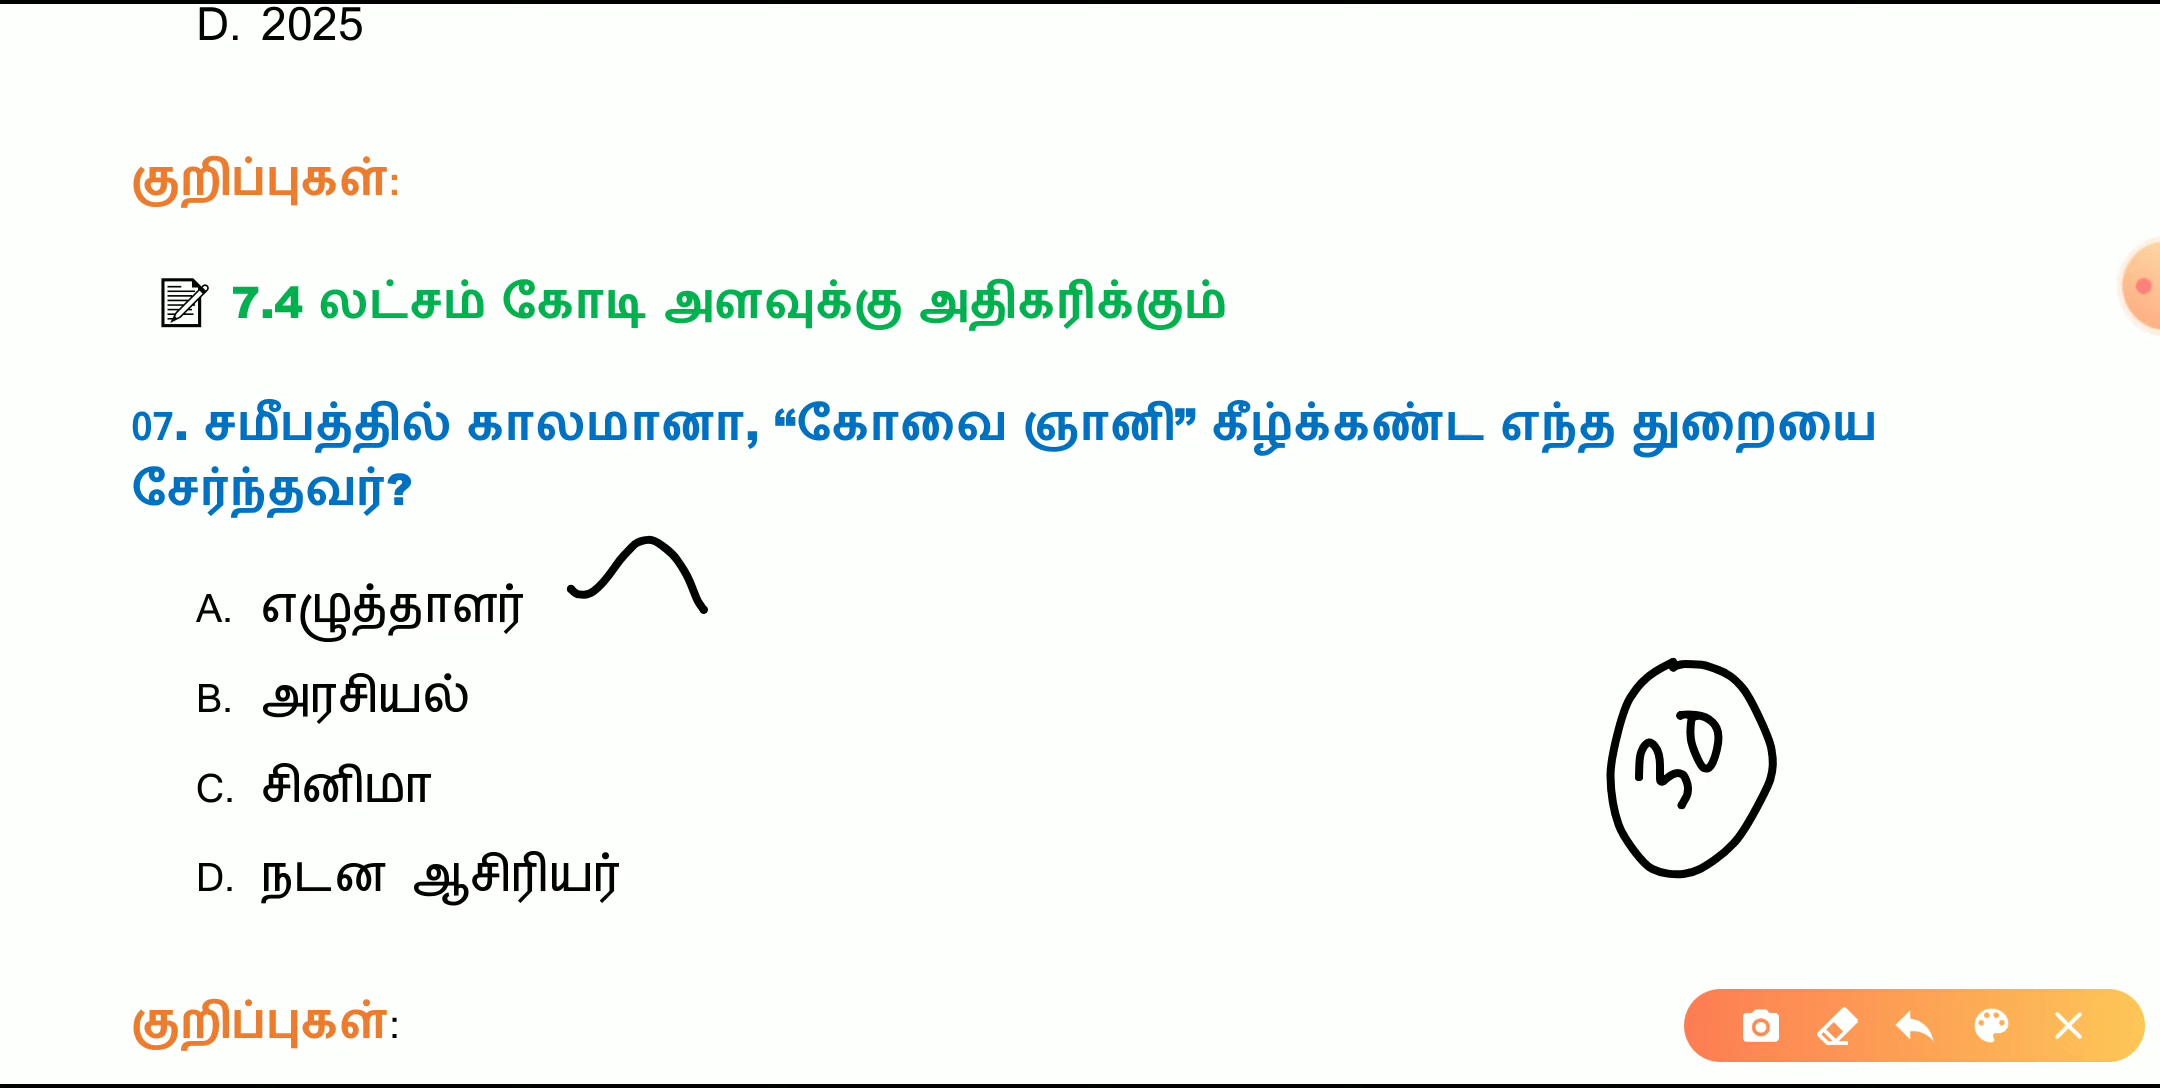 D. 2025
குறிப்புகள்:
7.4 லட்சம் கோடி அளவுக்கு அதிகரிக்கும்
07. சமீபத்தில் காலமானா, “கோவை ஞானி” கீழ்க்கண்ட எந்த துறையை
சேர்ந்தவர்?
A. எழுத்தாளர்
B. அரசியல்
C. சினிமா
30
D. நடன ஆசிரியர்
குறிப்புகள்: